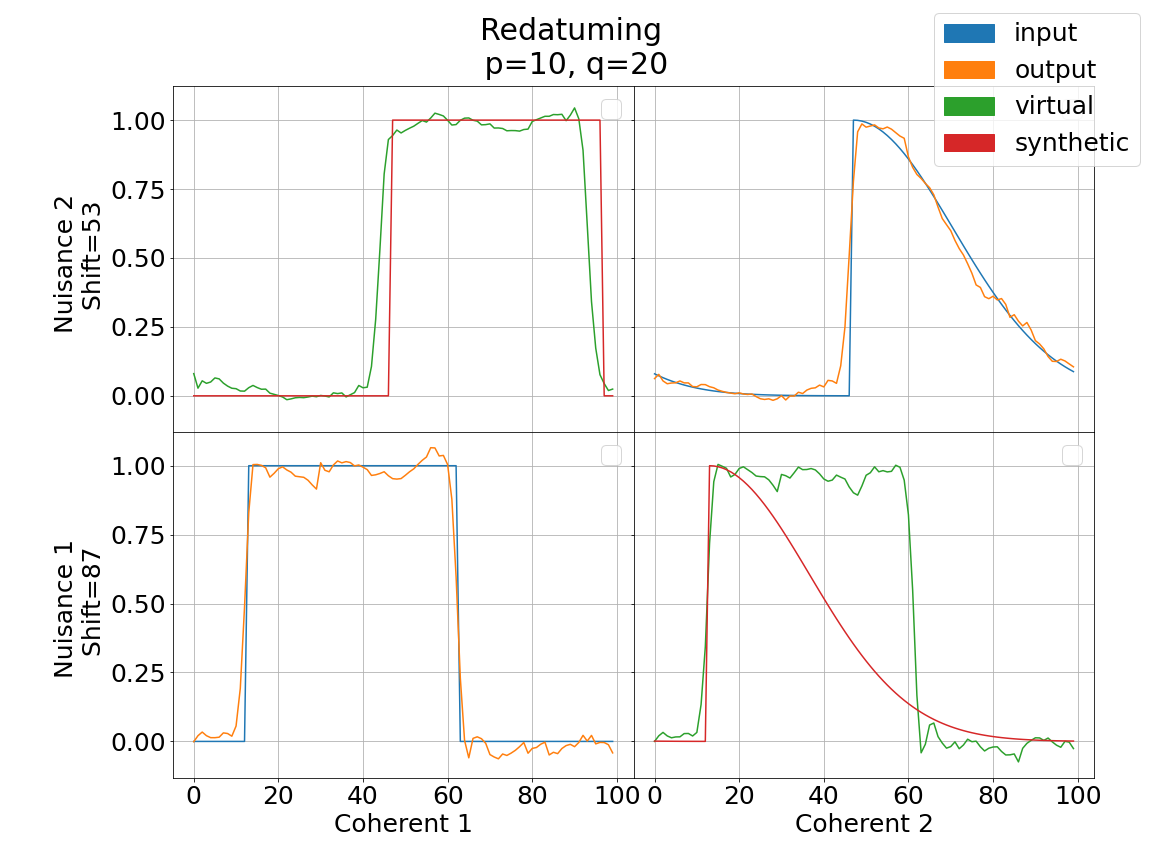 Redatuming
p=10, q=20
input
output
virtual
synthetic
Nuisance 2
Shift=53
1.00
0.75
0.50
0.25
0.00
Nuisance 1
Shift=87
1.00
0.75
0.50
0.25
0.00
0 20 40 60 80 100
0 20 40 60 80 100
Coherent 1
Coherent 2